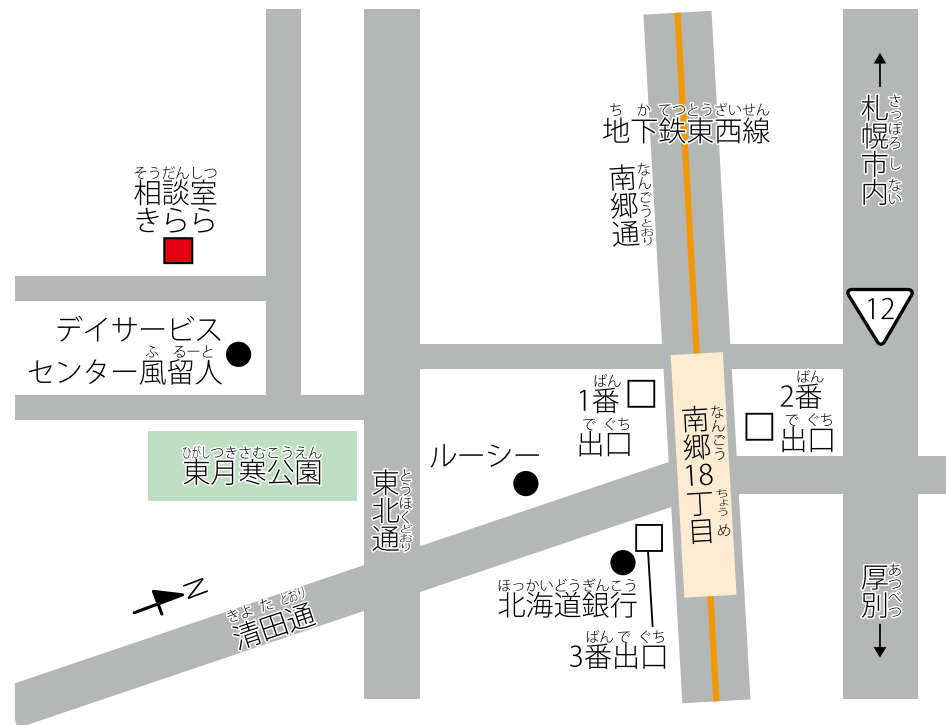 ち か てつとうざいせん
地下鉄東西線
なんごうとおり
南郷通
さっぽろ し ない
札幌市内
そうだんしつ
相談室
きらら
12
デイサービス
ふ るーと
センター風留人
ばん
1番
で ぐち
出口
ばん
2番
で ぐち
出口
なんごう
南郷18丁目
ちょう め
ひがしつきさむこうえん
東月寒公園
ルーシー
とうほくどおり
東北通
ほっかいどうぎんこう
北海道銀行
あつべつ
厚別
N
きよ た どおり
清田通
ばん で ぐち
3番出口